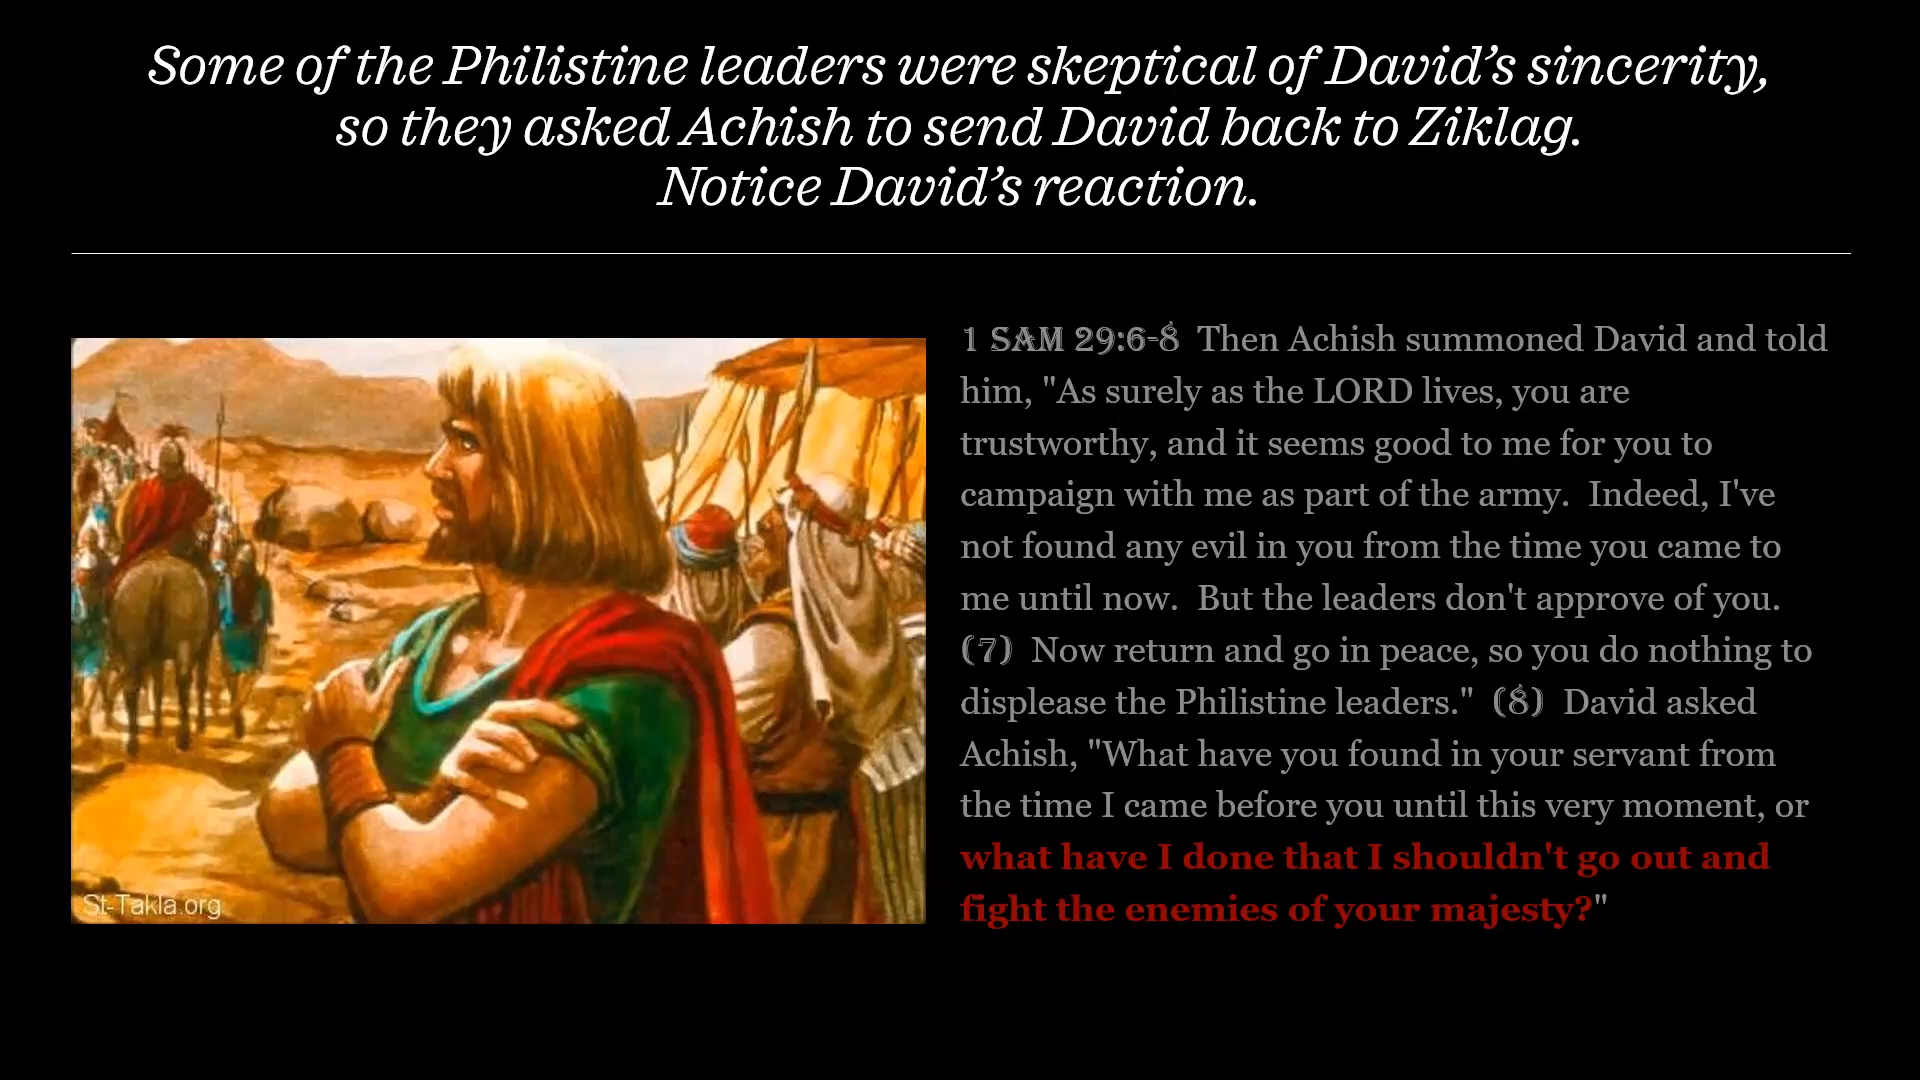 Some of the Philistine leaders were skeptical of David’s sincerity,
so they asked Achish to send David back to Ziklag.
Notice David’s reaction.
1 SAM 29:6-8  Then Achish summoned David and told
him, "As surely as the LORD lives, you are
trustworthy, and it seems good to me for you to
campaign with me as part of the army.  Indeed, I've
not found any evil in you from the time you came to
me until now.  But the leaders don't approve of you.
(7)  Now return and go in peace, so you do nothing to
displease the Philistine leaders."  (8)  David asked
Achish, "What have you found in your servant from
the time I came before you until this very moment, or
what have I done that I shouldn't go out and
fight the enemies of your majesty?"
St-Takla.org